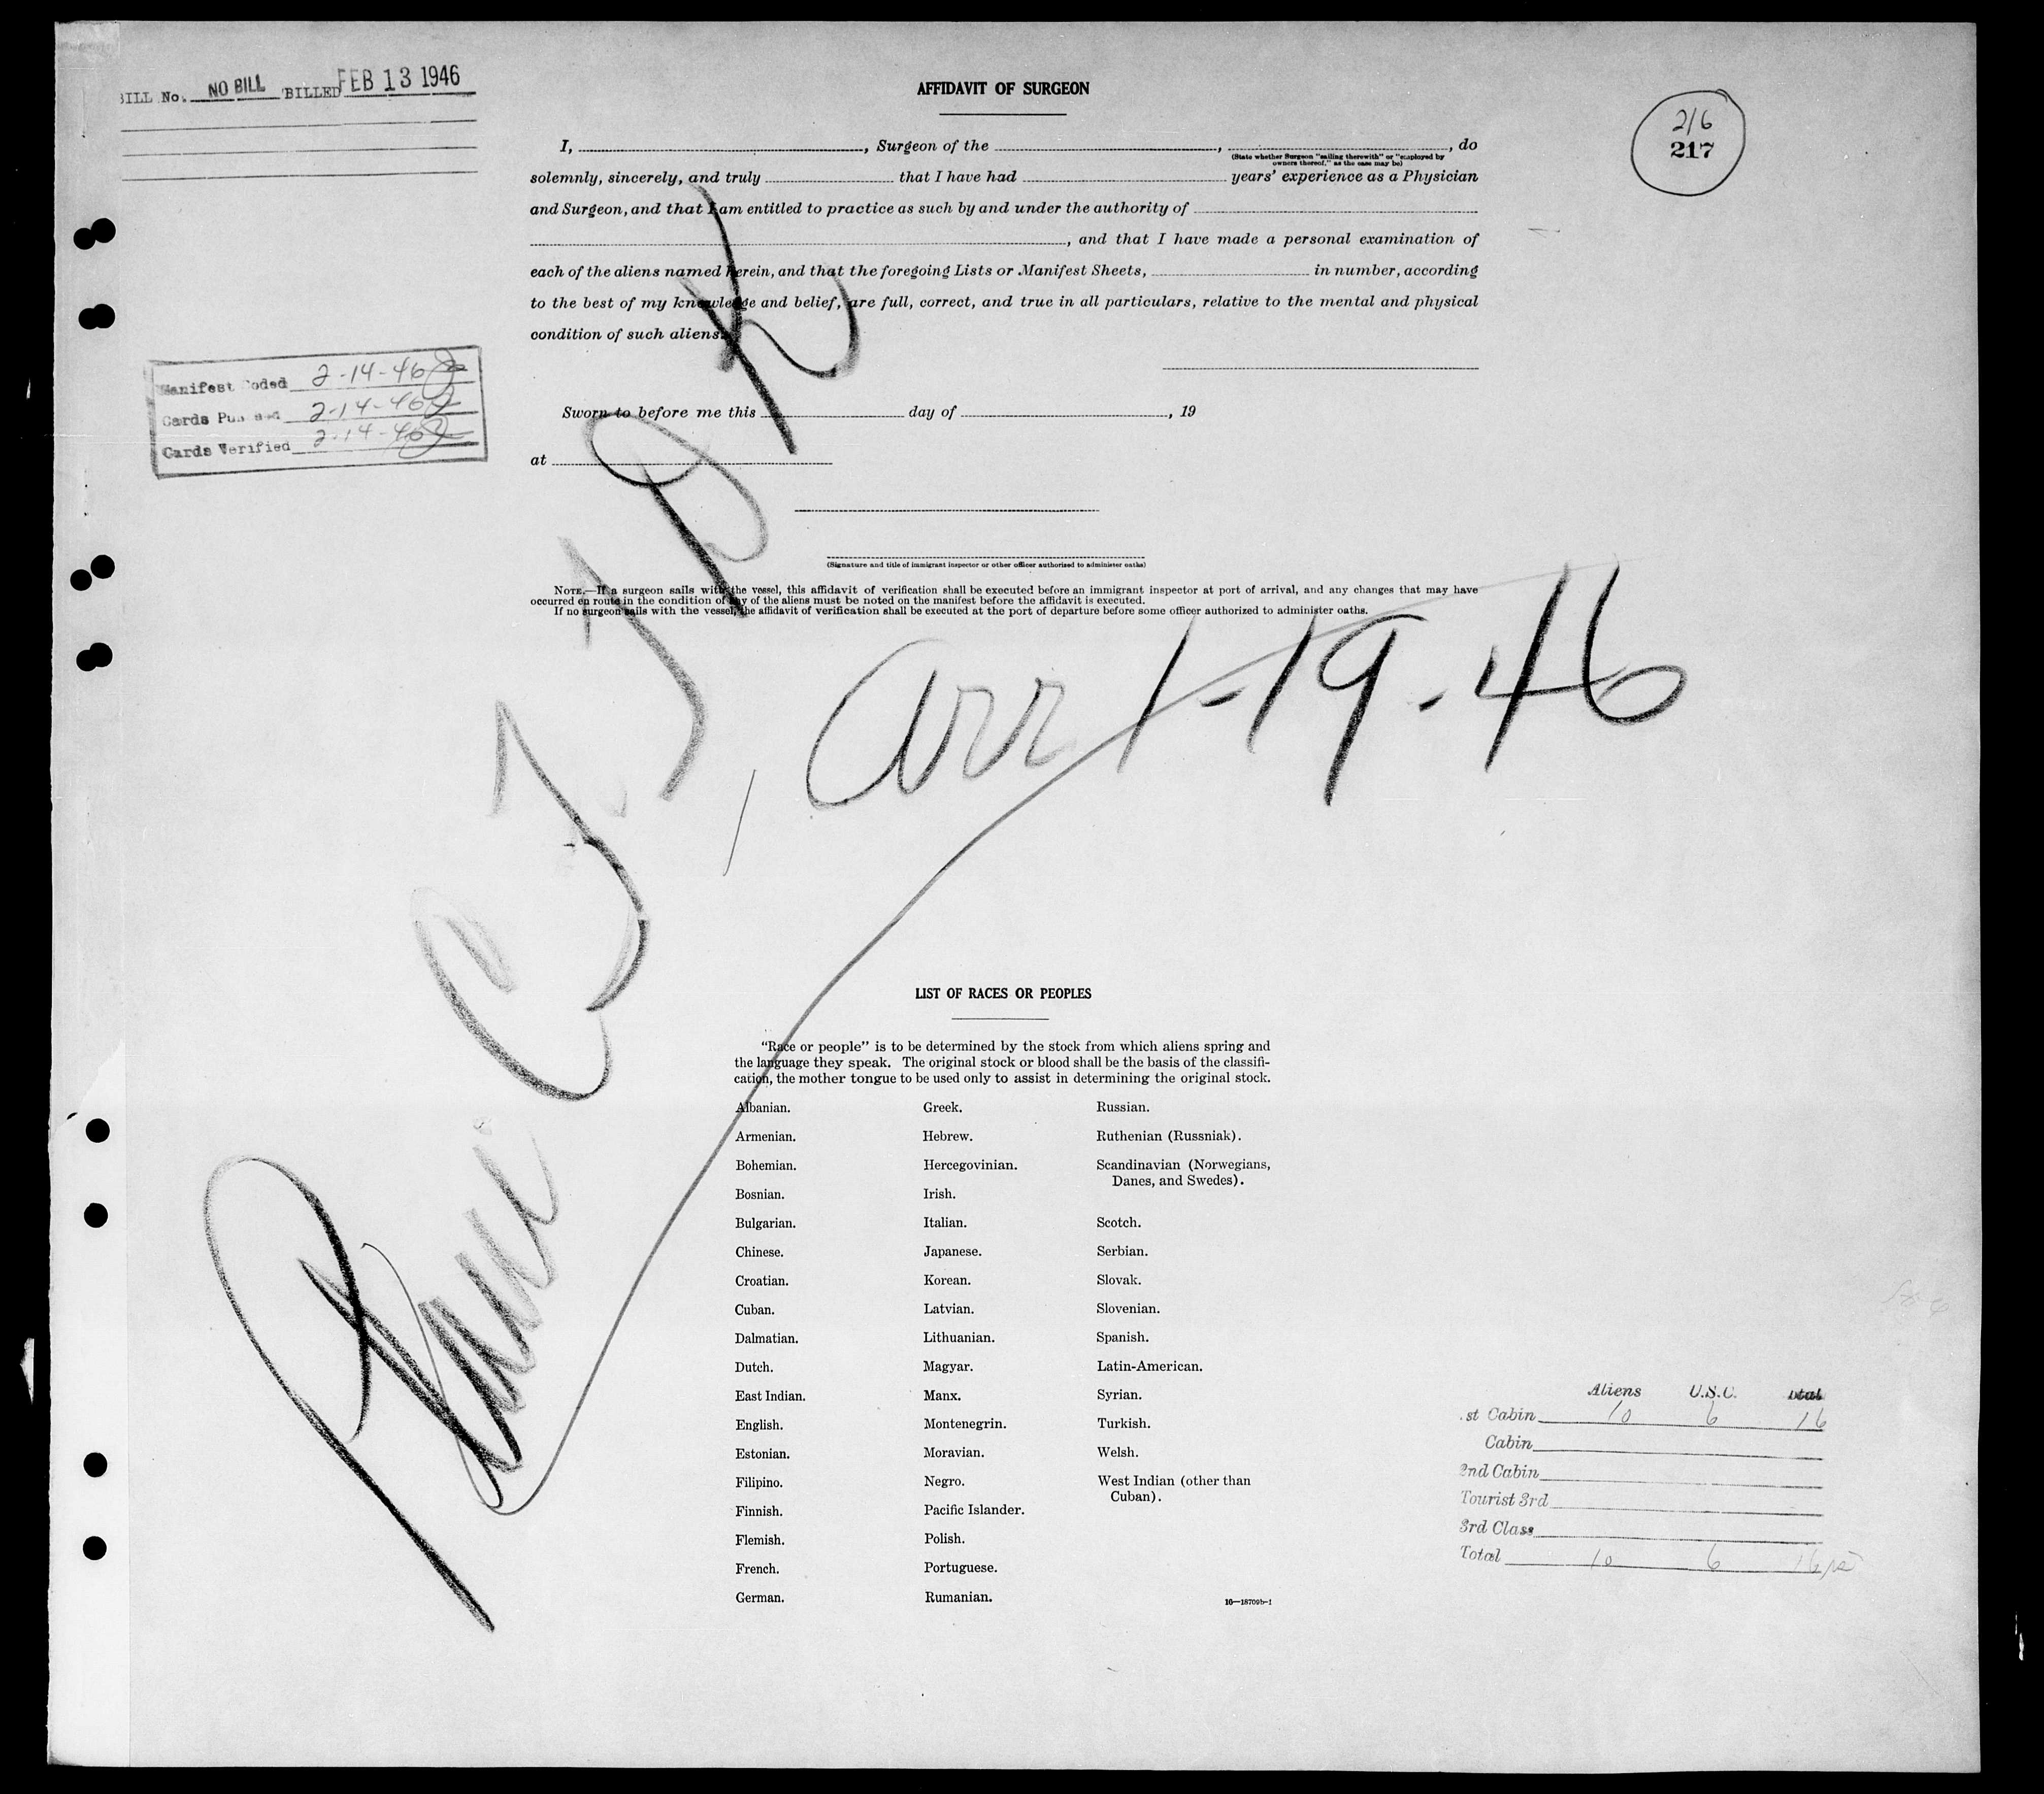 BILL No. NO BILL BILLED FEB 13 1946
AFFIDAVIT OF SURGEON
216
217
I, , Surgeon of the , , do
(State whether Surgeon "sailing therewith" or "employed by owners thereof," as the case may be)
solemnly, sincerely, and truly that I have had years' experience as a Physician
and Surgeon, and that I am entitled to practice as such by and under the authority of
, and that I have made a personal examination of
each of the aliens named herein, and that the foregoing Lists or Manifest Sheets, in number, according
to the best of my knowledge and belief, are full, correct, and true in all particulars, relative to the mental and physical
condition of such aliens.
Manifest Coded 2-14-46
Cards Punched 2-14-46
Cards Verified 2-14-46
Sworn to before me this day of , 19
at
(Signature and title of immigrant inspector or other officer authorized to administer oaths)
NOTE.—If a surgeon sails with the vessel, this affidavit of verification shall be executed before an immigrant inspector at port of arrival, and any changes that may have
occurred en route in the condition of any of the aliens must be noted on the manifest before the affidavit is executed.
If no surgeon sails with the vessel, the affidavit of verification shall be executed at the port of departure before some officer authorized to administer oaths.
Plane
arr 1-19-46
LIST OF RACES OR PEOPLES
"Race or people" is to be determined by the stock from which aliens spring and
the language they speak. The original stock or blood shall be the basis of the classifi-
cation, the mother tongue to be used only to assist in determining the original stock.
Albanian.
Armenian.
Bohemian.
Bosnian.
Bulgarian.
Chinese.
Croatian.
Cuban.
Dalmatian.
Dutch.
East Indian.
English.
Estonian.
Filipino.
Finnish.
Flemish.
French.
German.
Greek.
Hebrew.
Hercegovinian.
Irish.
Italian.
Japanese.
Korean.
Latvian.
Lithuanian.
Magyar.
Manx.
Montenegrin.
Moravian.
Negro.
Pacific Islander.
Polish.
Portuguese.
Rumanian.
Russian.
Ruthenian (Russniak).
Scandinavian (Norwegians,
Danes, and Swedes).
Scotch.
Serbian.
Slovak.
Slovenian.
Spanish.
Latin-American.
Syrian.
Turkish.
Welsh.
West Indian (other than
Cuban).
16—18709b-1
Aliens U.S.C. Total
1st Cabin 10 6 16
Cabin
2nd Cabin
Tourist 3rd
3rd Class
Total 10 6 16